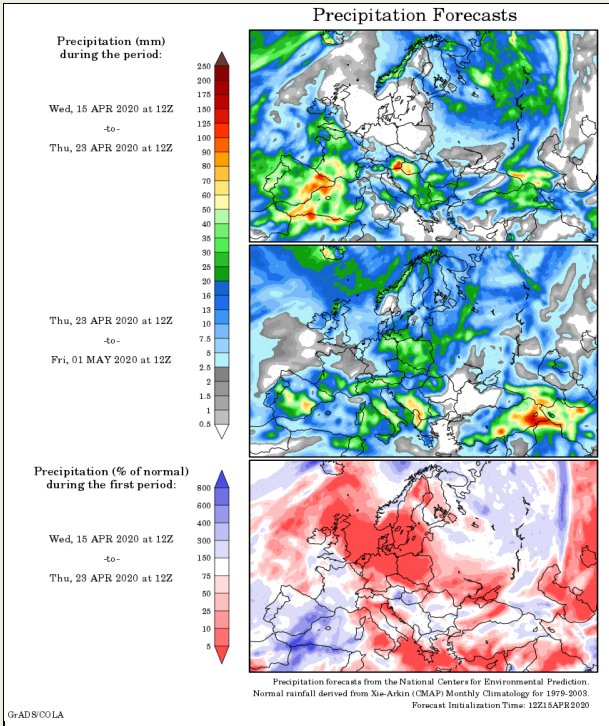 Precipitation Forecasts
Precipitation (mm)
during the period:
Wed, 15 APR 2020 at 12Z
-to-
Thu, 23 APR 2020 at 12Z
250
200
175
150
125
100
90
80
70
60
50
40
35
30
25
20
16
13
10
7.5
5
2.5
2
1.5
1
0.5
Thu, 23 APR 2020 at 12Z
-to-
Fri, 01 MAY 2020 at 12Z
Precipitation (% of normal)
during the first period:
Wed, 15 APR 2020 at 12Z
-to-
Thu, 23 APR 2020 at 12Z
800
600
400
300
150
75
50
25
10
5
Precipitation forecasts from the National Centers for Environmental Prediction.
Normal rainfall derived from Xie-Arkin (CMAP) Monthly Climatology for 1979-2003.
Forecast Initialization Time: 12Z15APR2020
GrADS/COLA